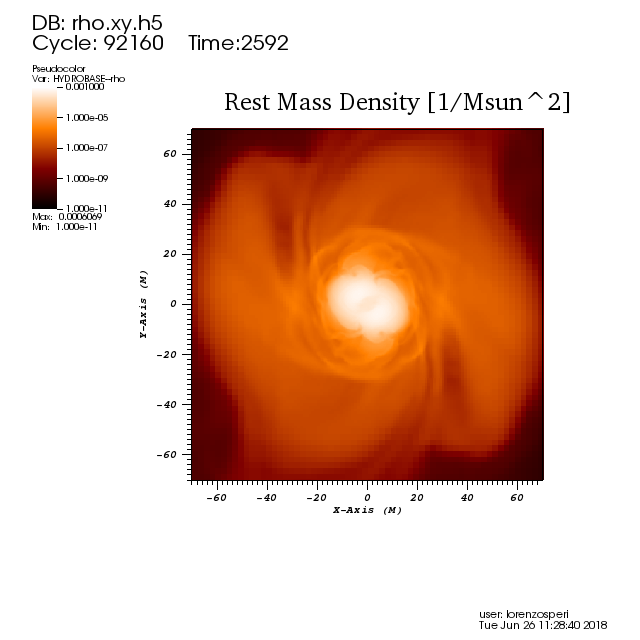 DB: rho.xy.h5
Cycle: 92160 Time:2592
Pseudocolor
Var: HYDROBASE--rho
0.001000
1.000e-05
1.000e-07
1.000e-09
1.000e-11
Max: 0.0006069
Min: 1.000e-11
Rest Mass Density [1/Msun^2]
60
40
20
0
-20
-40
-60
Y-Axis (M)
-60 -40 -20 0 20 40 60
X-Axis (M)
user: lorenzosperi
Tue Jun 26 11:28:40 2018